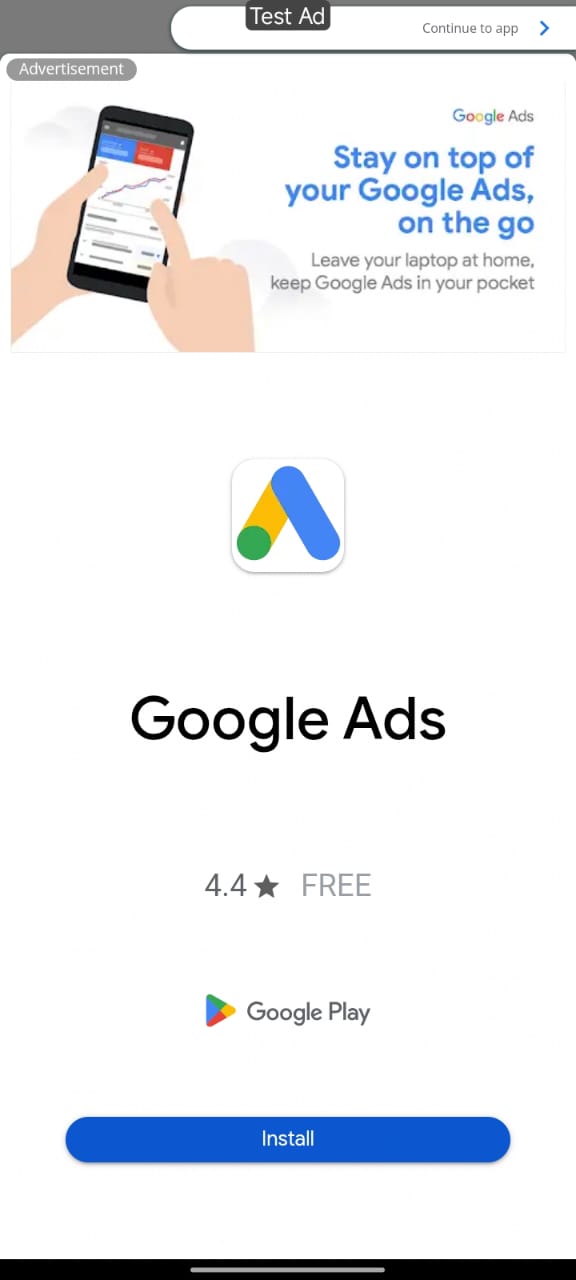 Test Ad
Continue to app
Advertisement
Google Ads
Stay on top of
your Google Ads,
on the go
Leave your laptop at home,
keep Google Ads in your pocket
Google Ads
4.4 ★ FREE
Google Play
Install